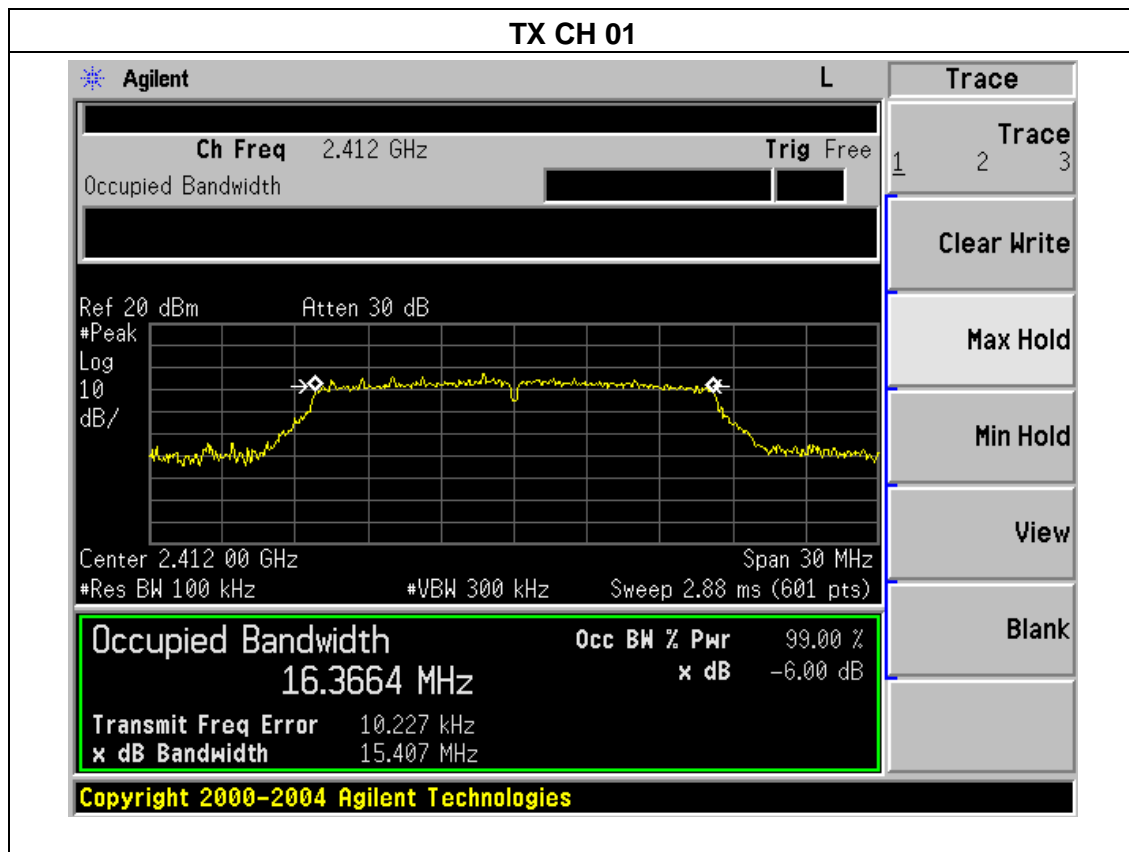 TX CH 01
Agilent L Trace
Ch Freq 2.412 GHz Trig Free
Trace
1 2 3
Occupied Bandwidth
Clear Write
Ref 20 dBm Atten 30 dB
#Peak
Log
10
dB/
Max Hold
Min Hold
View
Center 2.412 00 GHz Span 30 MHz
#Res BW 100 kHz #VBW 300 kHz Sweep 2.88 ms (601 pts)
Blank
Occupied Bandwidth Occ BW % Pwr 99.00 %
16.3664 MHz x dB -6.00 dB
Transmit Freq Error 10.227 kHz
x dB Bandwidth 15.407 MHz
Copyright 2000-2004 Agilent Technologies